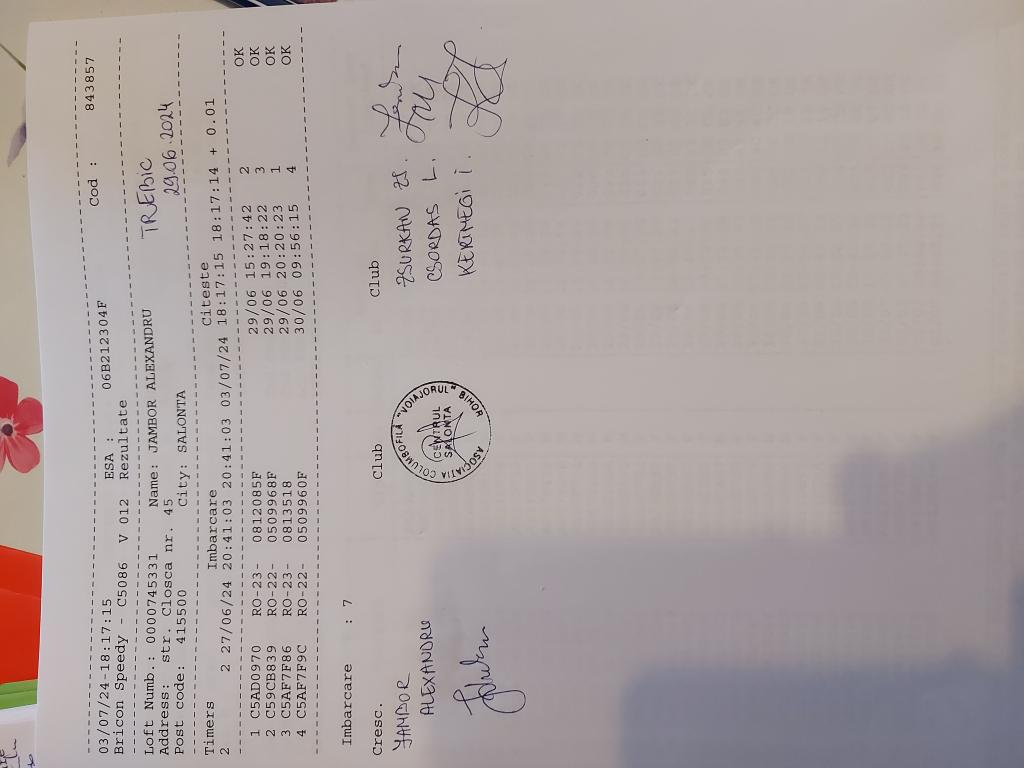 03/07/24-18:17:15
Bricon Speedy - C5086 V 012 ESA : 06B212304F Cod : 843857
Rezultate
Loft Numb.: 0000745331 Name: JAMBOR ALEXANDRU
Address: str. Closca nr. 45
Post code: 415500 City: SALONTA
TREBIC
29.06.2024
Timers Imbarcare Citeste
2 2 27/06/24 20:41:03 20:41:03 03/07/24 18:17:15 18:17:14 + 0.01
1 C5AD0970 RO-23- 0812085F 29/06 15:27:42 2 OK
2 C59CB839 RO-22- 0509968F 29/06 19:18:22 3 OK
3 C5AF7F86 RO-23- 0813518 29/06 20:20:23 1 OK
4 C5AF7F9C RO-22- 0509960F 30/06 09:56:15 4 OK
Imbarcare : 7
Cresc. Club Club
JAMBOR
ALEXANDRU
ASOCIATIA COLUMBOFILĂ "VOIAJORUL" BIHOR
CENTRUL
SALONTA
ZSURKAN ZS.
CSORDAS L.